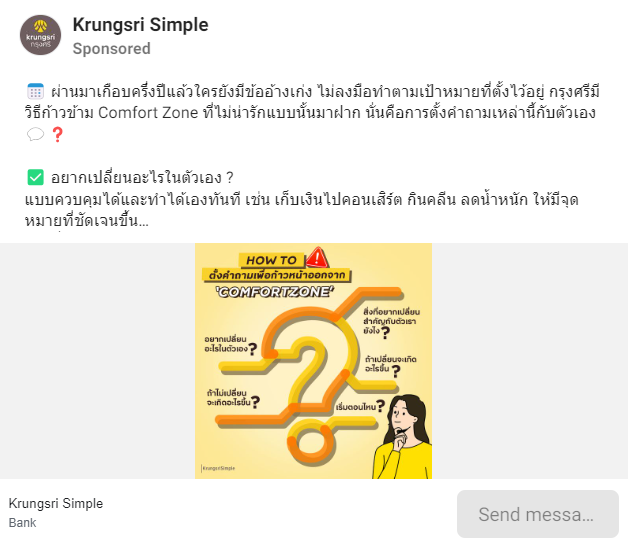 krungsri
กรุงศรี
Krungsri Simple
Sponsored
ผ่านมาเกือบครึ่งปีแล้วใครยังมีข้ออ้างเก่ง ไม่ลงมือทำตามเป้าหมายที่ตั้งไว้อยู่ กรุงศรีมี
วิธีก้าวข้าม Comfort Zone ที่ไม่น่ารักแบบนั้นมาฝาก นั่นคือการตั้งคำถามเหล่านี้กับตัวเอง
💬 ❓
✅ อยากเปลี่ยนอะไรในตัวเอง ?
แบบควบคุมได้และทำได้เองทันที เช่น เก็บเงินไปคอนเสิร์ต กินคลีน ลดน้ำหนัก ให้มีจุด
หมายที่ชัดเจนขึ้น...
HOW TO
ตั้งคำถามเพื่อก้าวหน้าออกจาก
'COMFORTZONE'
สิ่งที่อยากเปลี่ยน
สำคัญกับตัวเรา
ยังไง?
อยากเปลี่ยน
อะไรในตัวเอง?
ถ้าเปลี่ยนจะเกิด
อะไรขึ้น ?
ถ้าไม่เปลี่ยน
จะเกิดอะไรขึ้น?
เริ่มตอนไหน?
KrungsriSimple
Krungsri Simple
Bank
Send messa...